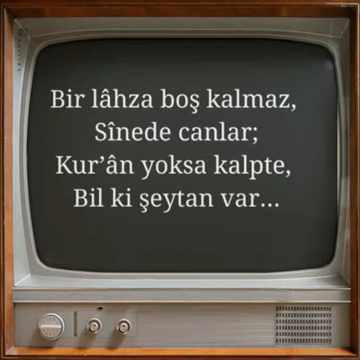 Bir lâhza boş kalmaz,
Sînede canlar;
Kur’ân yoksa kalpte,
Bil ki şeytan var...